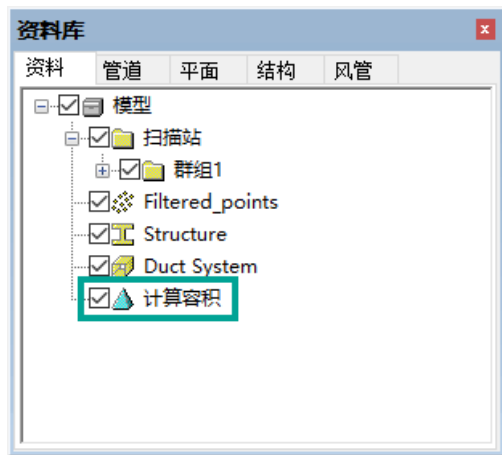 资料库
资料 管道 平面 结构 风管
模型
扫描站
群组1
Filtered_points
Structure
Duct System
计算容积